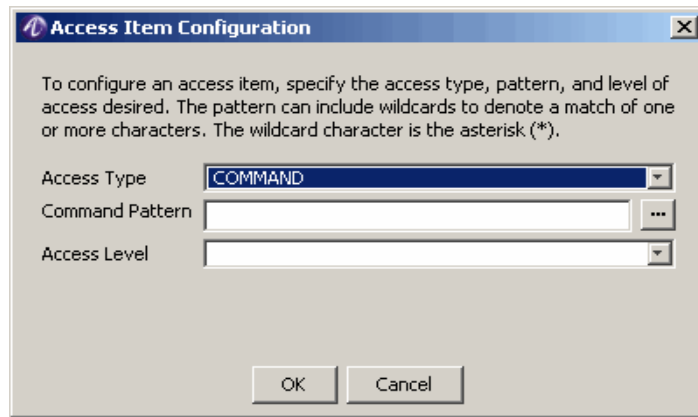 Access Item Configuration
To configure an access item, specify the access type, pattern, and level of
access desired. The pattern can include wildcards to denote a match of one
or more characters. The wildcard character is the asterisk (*).
Access Type COMMAND
Command Pattern ...
Access Level
OK Cancel